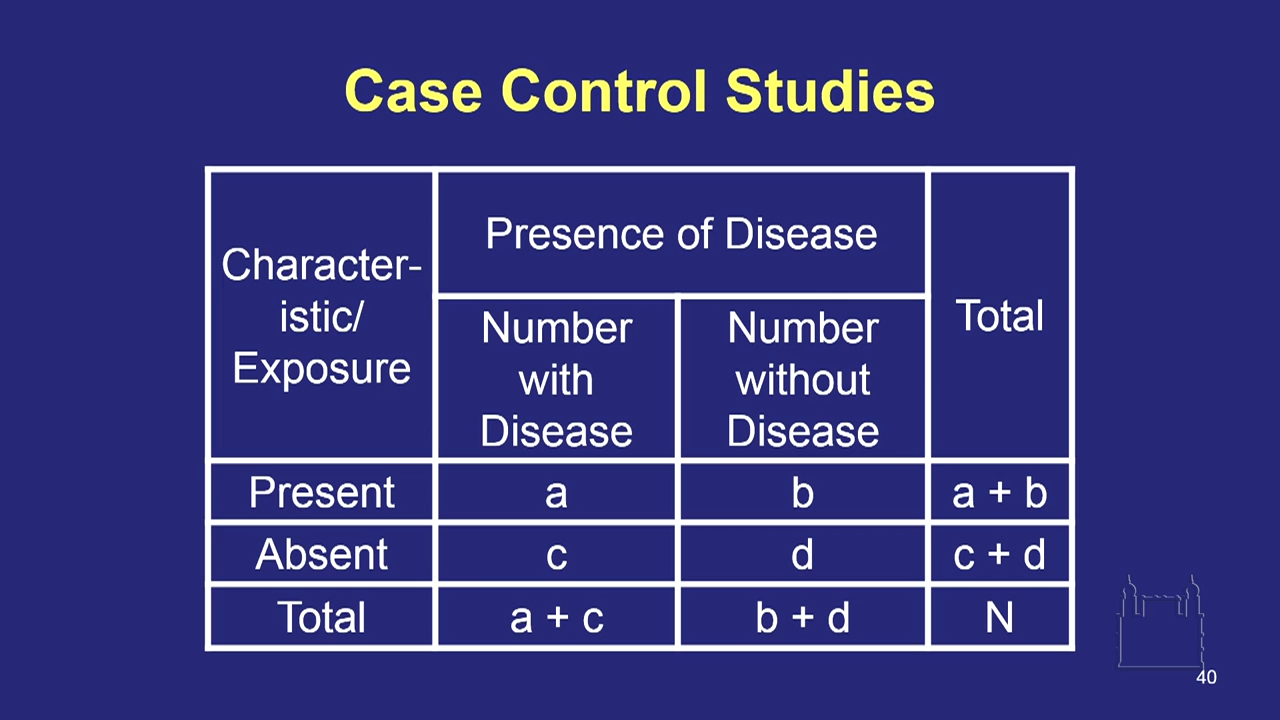 Case Control Studies
Character-
istic/
Exposure
Presence of Disease
Total
Number
with
Disease
Number
without
Disease
Present a b a + b
Absent c d c + d
Total a + c b + d N
40